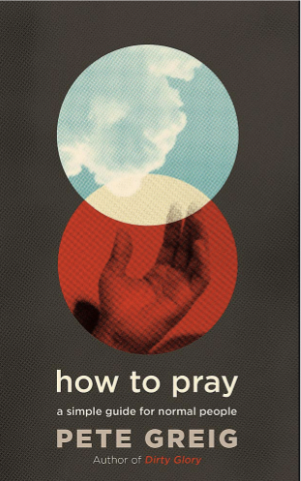 how to pray
a simple guide for normal people
PETE GREIG
Author of Dirty Glory